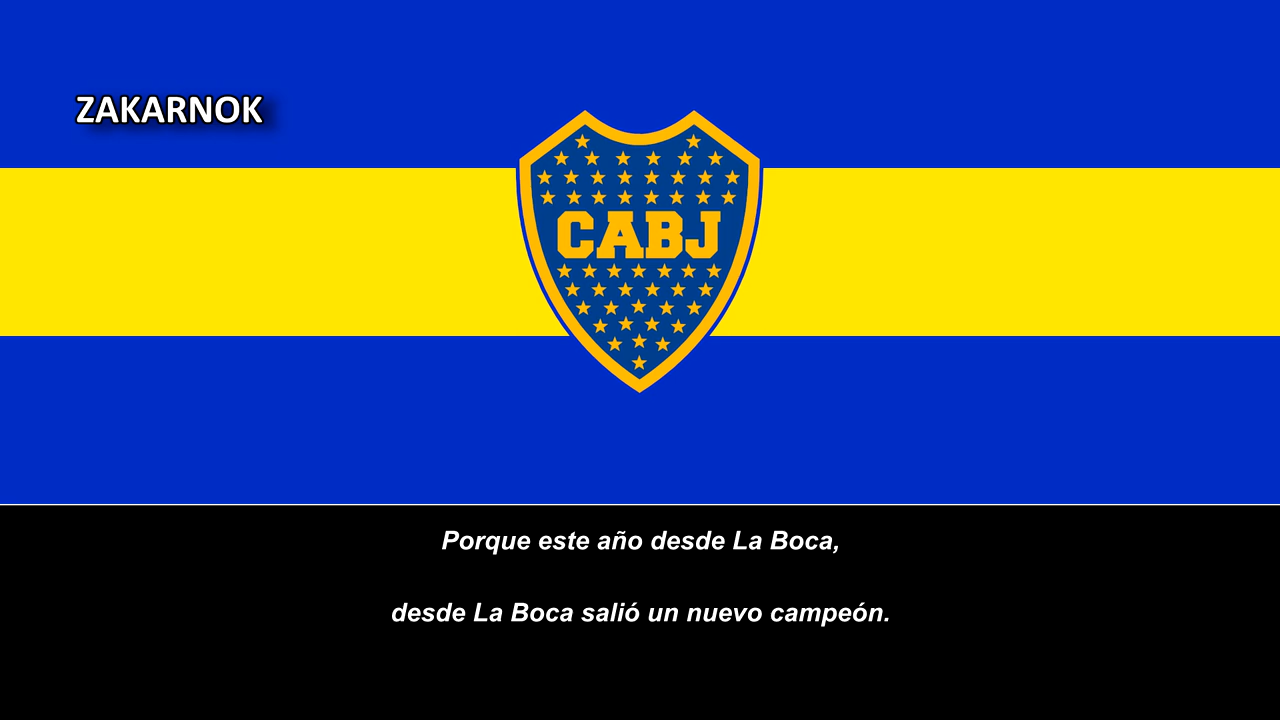 ZAKARNOK
CABJ
Porque este año desde La Boca,
desde La Boca salió un nuevo campeón.